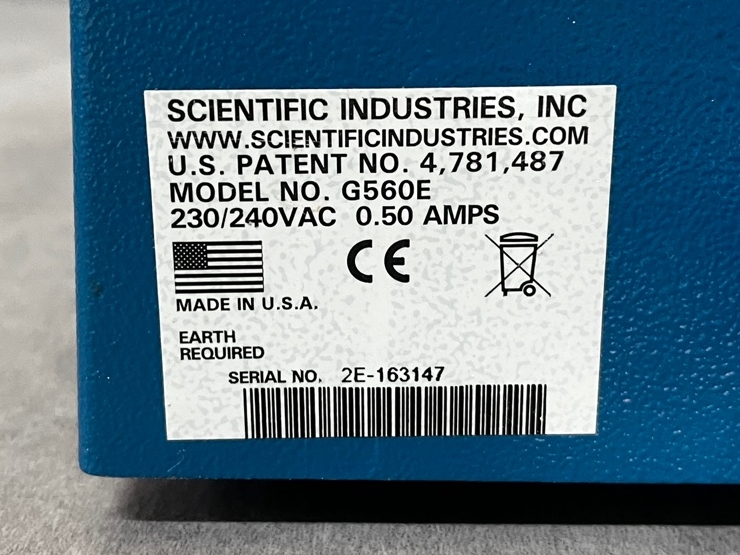 SCIENTIFIC INDUSTRIES, INC
WWW.SCIENTIFICINDUSTRIES.COM
U.S. PATENT NO. 4,781,487
MODEL NO. G560E
230/240VAC 0.50 AMPS
CE
MADE IN U.S.A.
EARTH
REQUIRED
SERIAL NO. 2E-163147